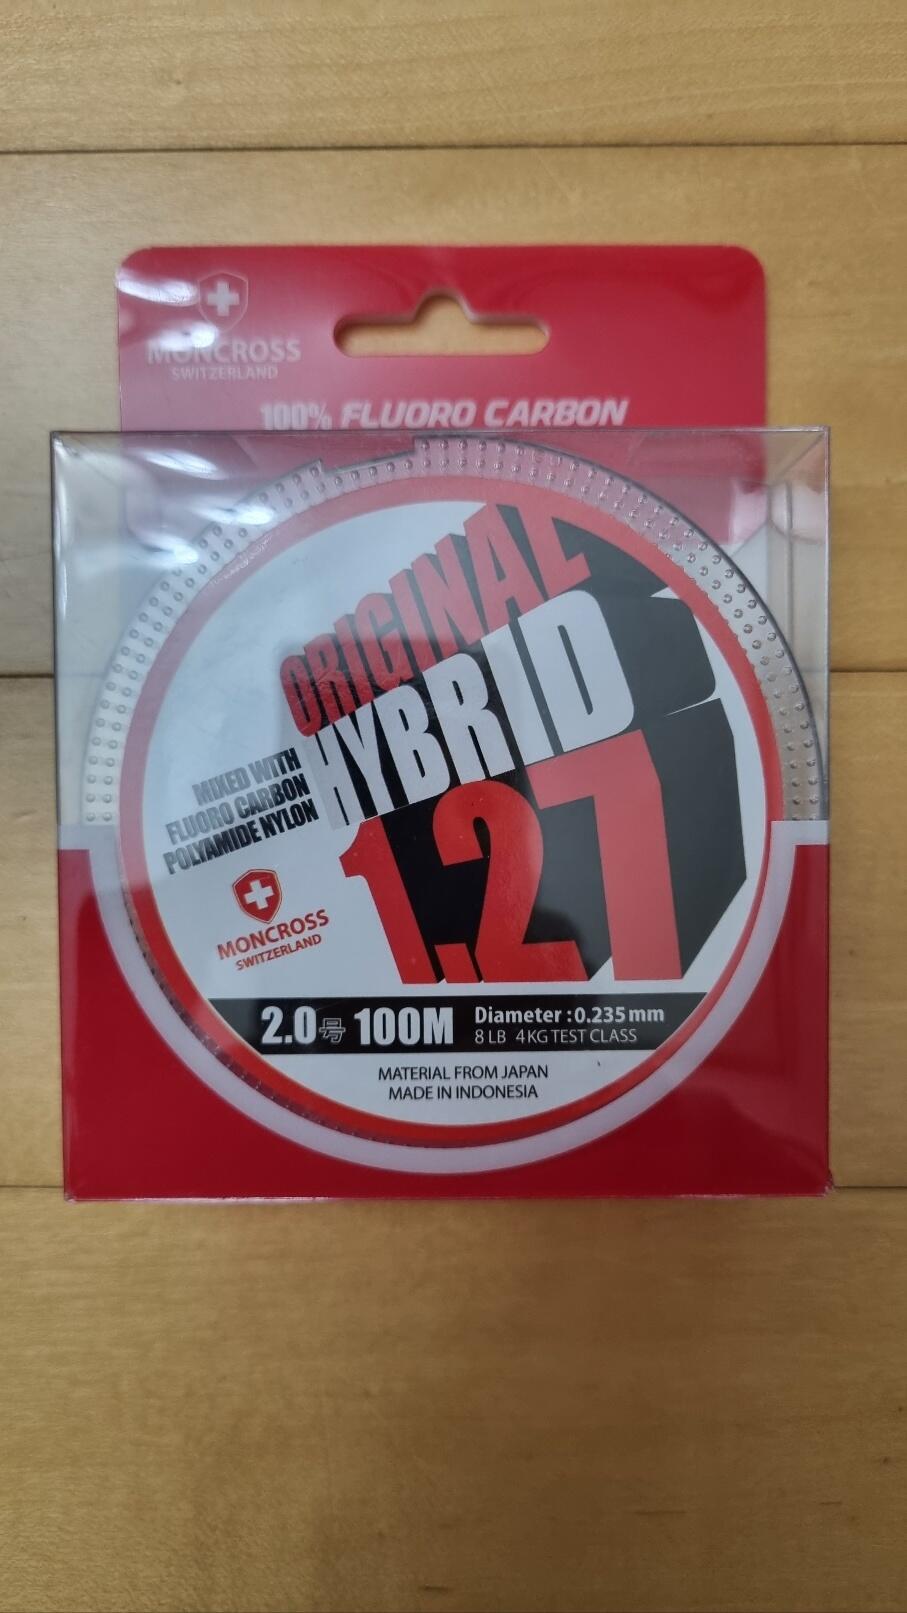 MONCROSS
SWITZERLAND
100% FLUORO CARBON
ORIGINAL
HYBRID
1.27
MIXED WITH
FLUORO CARBON
POLYAMIDE NYLON
MONCROSS
SWITZERLAND
2.0号 100M
Diameter : 0.235 mm
8 LB 4KG TEST CLASS
MATERIAL FROM JAPAN
MADE IN INDONESIA